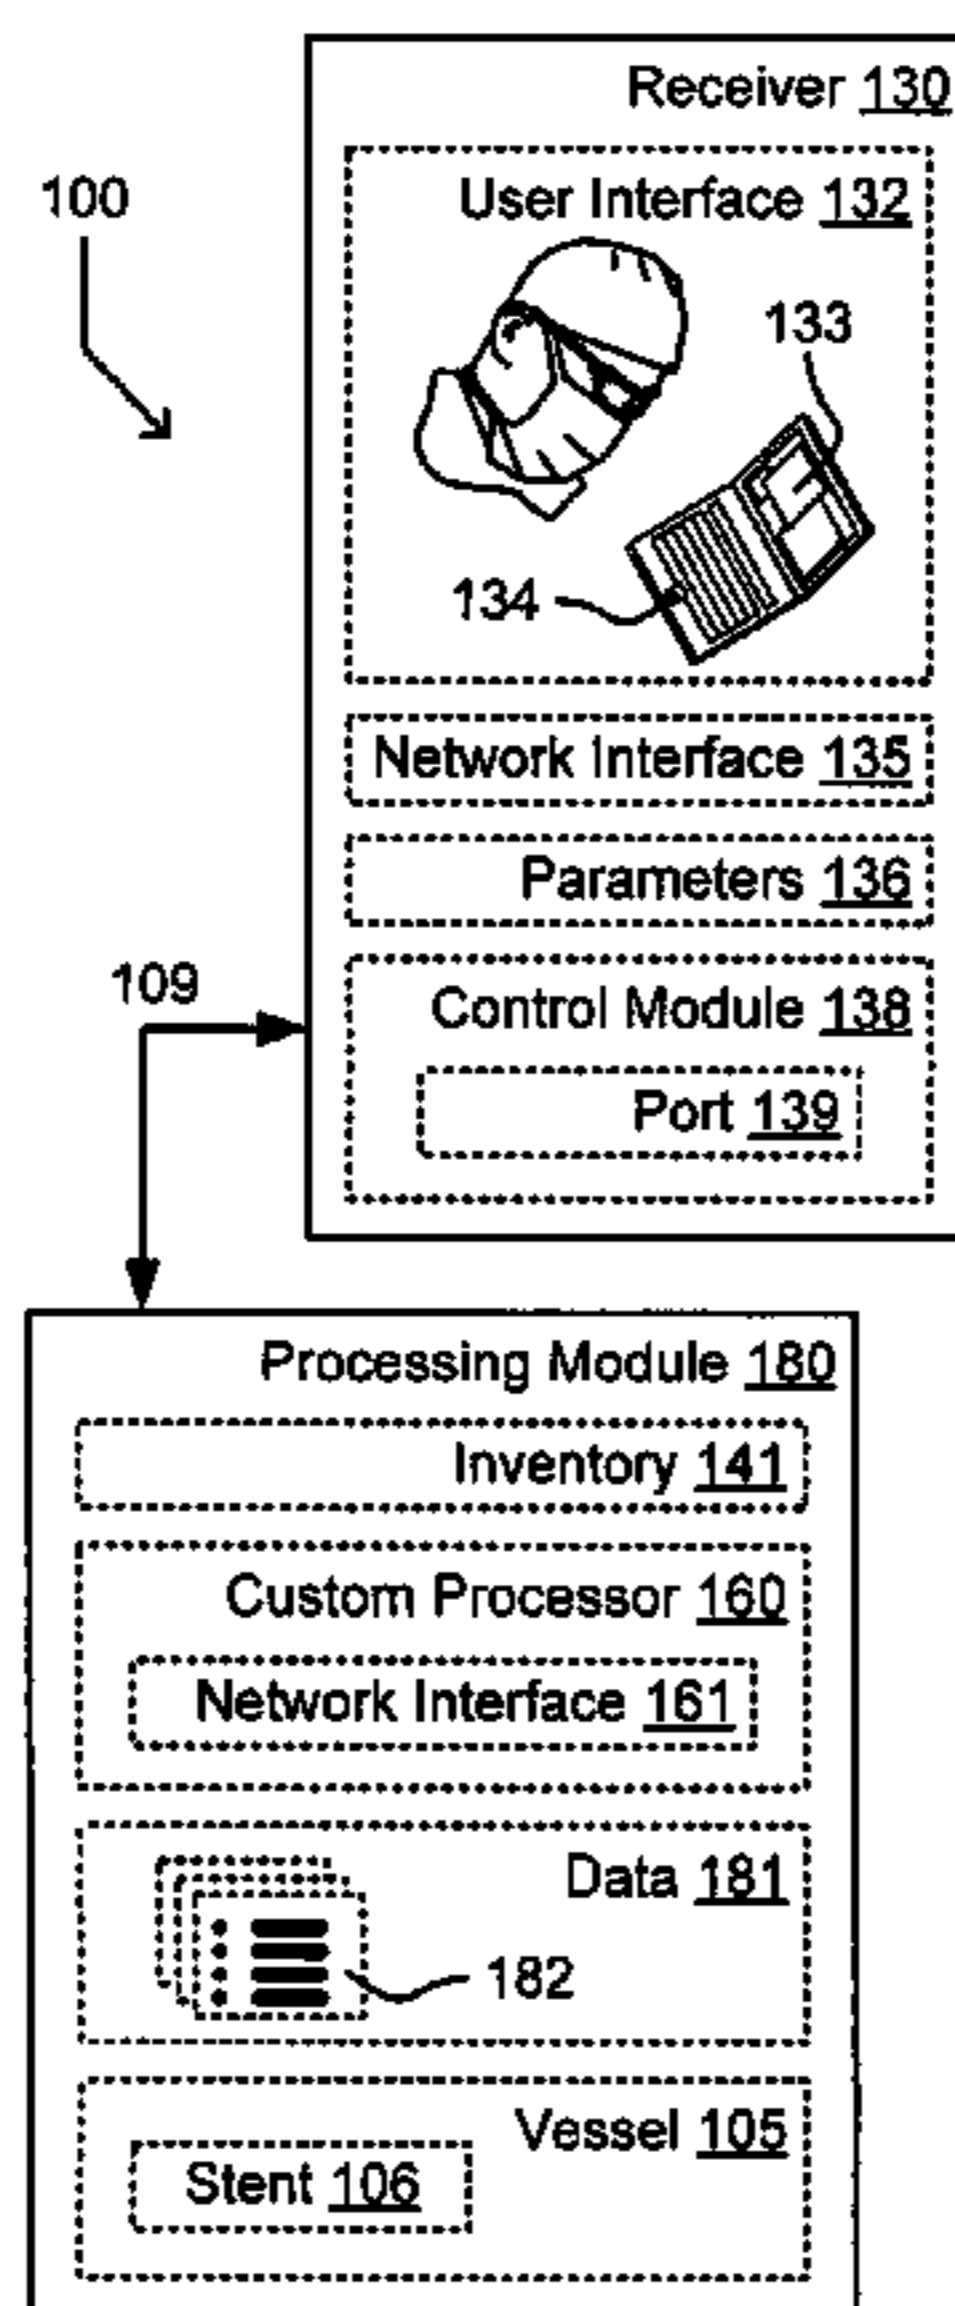 Receiver 130
100
User Interface 132
133
134
Network Interface 135
Parameters 136
109
Control Module 138
Port 139
Processing Module 180
Inventory 141
Custom Processor 160
Network Interface 161
Data 181
182
Vessel 105
Stent 106